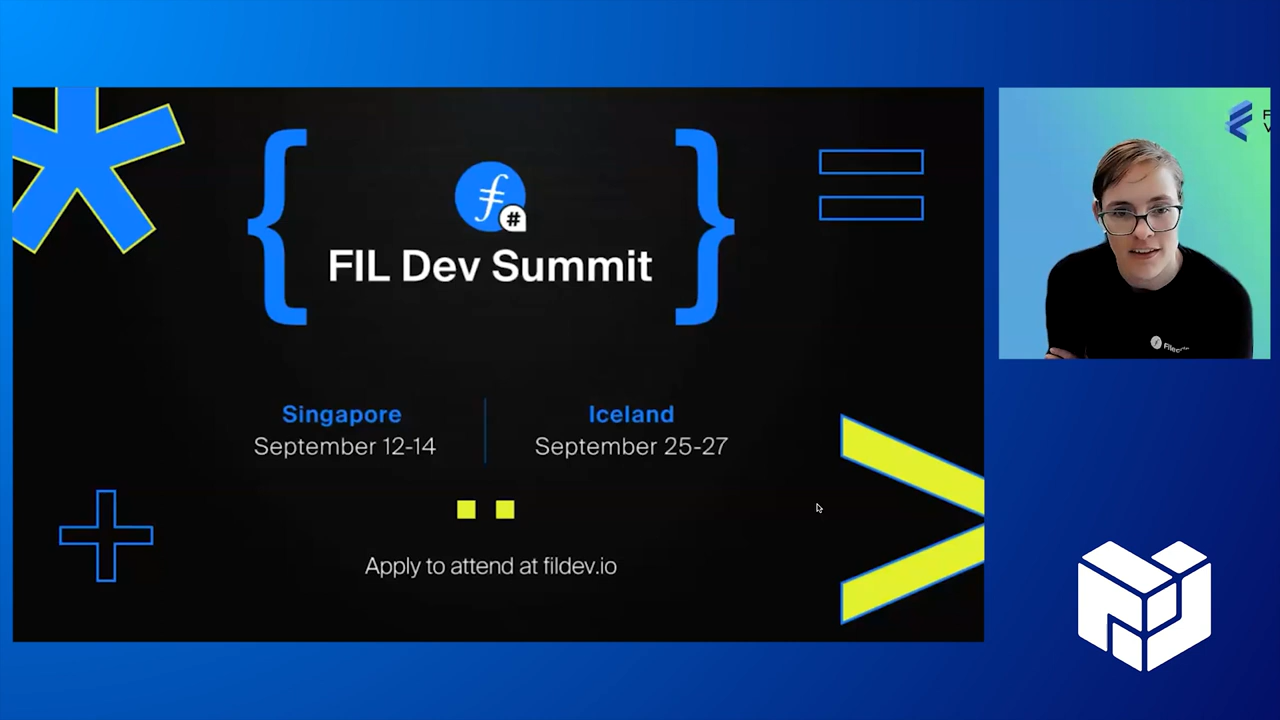 FIL Dev Summit
#
Singapore
September 12-14
Iceland
September 25-27
Apply to attend at fildev.io